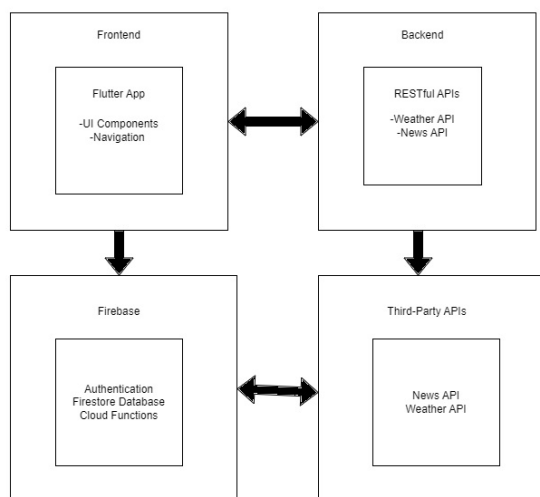 Frontend
Flutter App
-UI Components
-Navigation
Backend
RESTful APIs
-Weather API
-News API
Firebase
Authentication
Firestore Database
Cloud Functions
Third-Party APIs
News API
Weather API